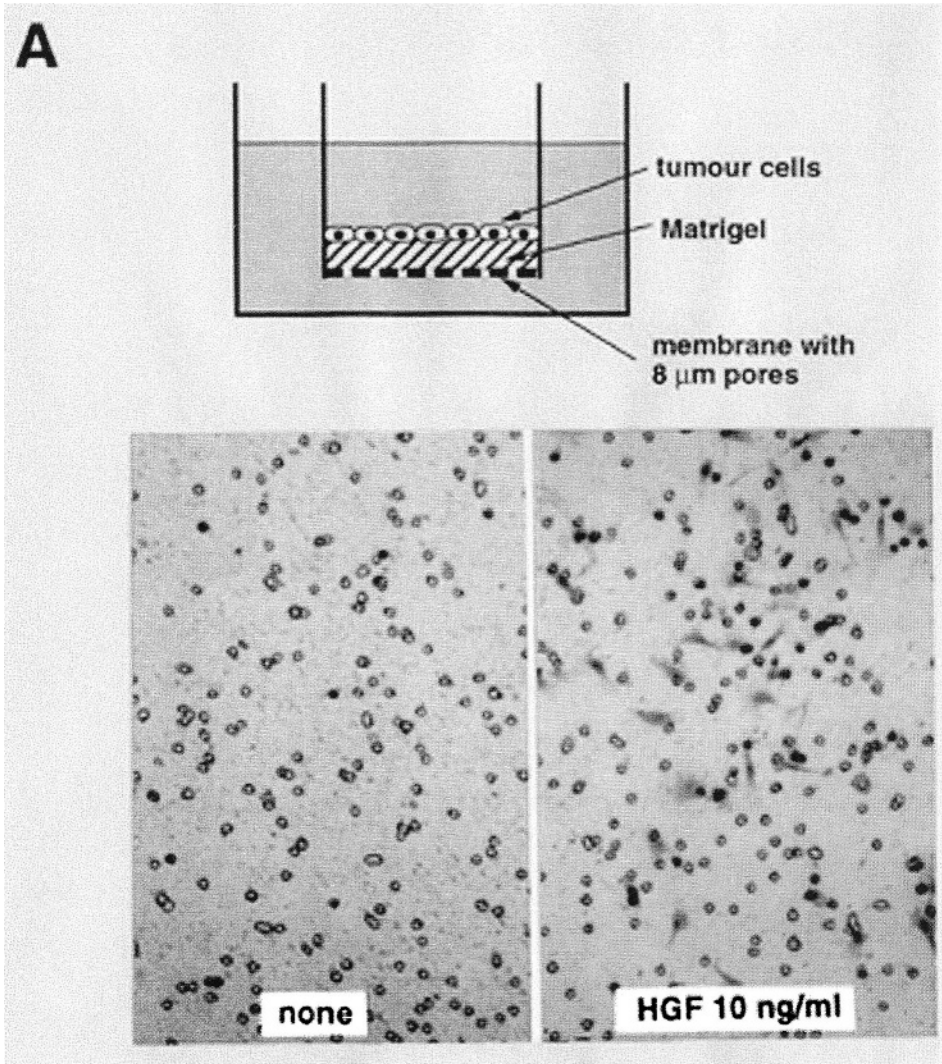 A
tumour cells
Matrigel
membrane with
8 µm pores
none
HGF 10 ng/ml